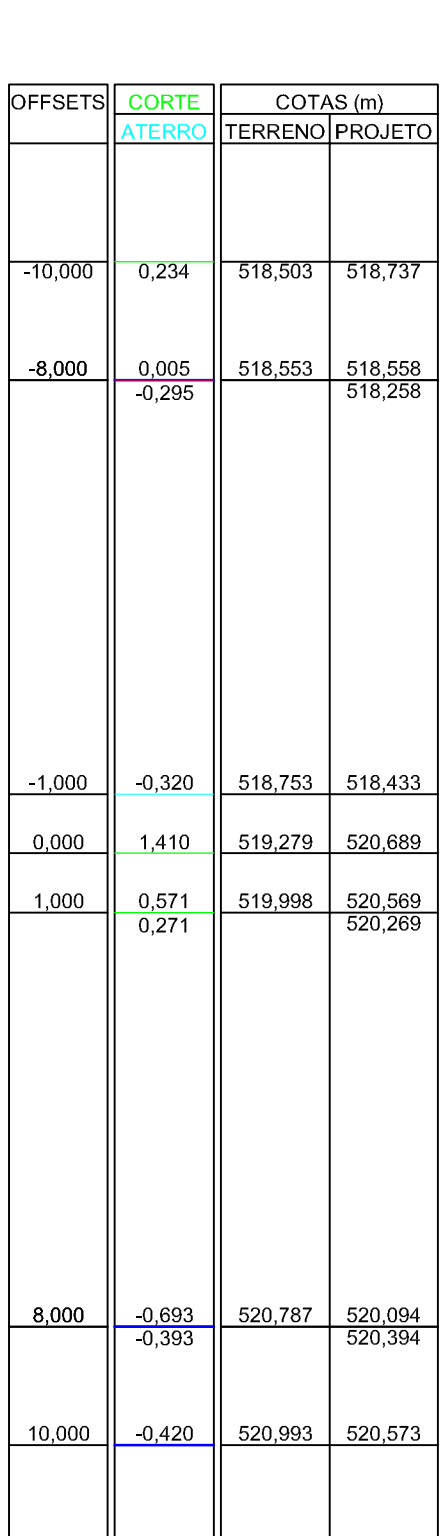 OFFSETS CORTE COTAS (m)
ATERRO TERRENO PROJETO
-10,000 0,234 518,503 518,737
-8,000 0,005 518,553 518,558
-0,295 518,258
-1,000 -0,320 518,753 518,433
0,000 1,410 519,279 520,689
1,000 0,571 519,998 520,569
0,271 520,269
8,000 -0,693 520,787 520,094
-0,393 520,394
10,000 -0,420 520,993 520,573